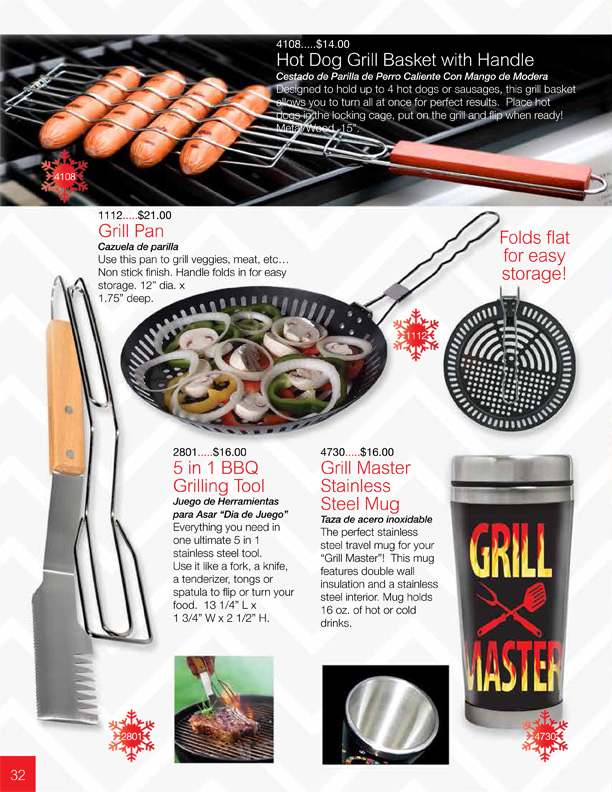 4108.....$14.00
Hot Dog Grill Basket with Handle
Cestado de Parilla de Perro Caliente Con Mango de Modera
Designed to hold up to 4 hot dogs or sausages, this grill basket
allows you to turn all at once for perfect results.  Place hot
dogs in the locking cage, put on the grill and flip when ready!
Metal/Wood. 15".
4108
1112.....$21.00
Grill Pan
Cazuela de parilla
Use this pan to grill veggies, meat, etc…
Non stick finish. Handle folds in for easy
storage. 12” dia. x
1.75” deep.
Folds flat
for easy
storage!
1112
2801.....$16.00
5 in 1 BBQ
Grilling Tool
Juego de Herramientas
para Asar “Dia de Juego”
Everything you need in
one ultimate 5 in 1
stainless steel tool.
Use it like a fork, a knife,
a tenderizer, tongs or
spatula to flip or turn your
food.  13 1/4” L x
1 3/4” W x 2 1/2” H.
4730.....$16.00
Grill Master
Stainless
Steel Mug
Taza de acero inoxidable
The perfect stainless
steel travel mug for your
“Grill Master”!  This mug
features double wall
insulation and a stainless
steel interior. Mug holds
16 oz. of hot or cold
drinks.
GRILL
MASTER
2801
4730
32